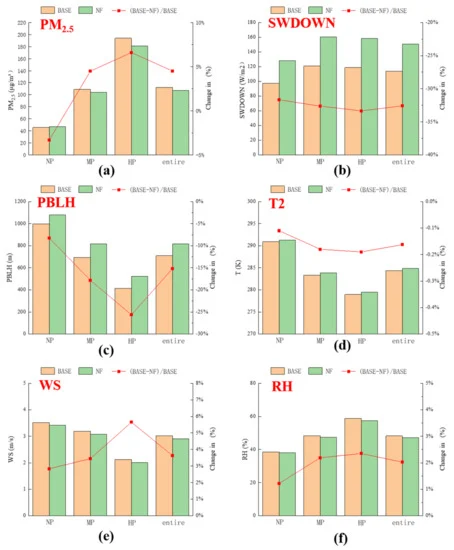 BASE NF (BASE-NF)/BASE BASE NF (BASE-NF)/BASE
PM2.5 SWDOWN
220 200 180 160 140 120 100 80 60 40 20 0
PM2.5 (μg/m³)
10% 5% 0% -5%
Change in (%)
NP MP HP entire
(a)
180 160 140 120 100 80 60 40 20 0
SWDOWN (W/m2)
-20% -25% -30% -35% -40%
Change in (%)
NP MP HP entire
(b)
BASE NF (BASE-NF)/BASE BASE NF (BASE-NF)/BASE
PBLH T2
1200 1000 800 600 400 200 0
PBLH (m)
0% -5% -10% -15% -20% -25% -30%
Change in (%)
NP MP HP entire
(c)
300 295 290 285 280 275 270
T (K)
0.0% -0.1% -0.2% -0.3% -0.4% -0.5%
Change in (%)
NP MP HP entire
(d)
BASE NF (BASE-NF)/BASE BASE NF (BASE-NF)/BASE
WS RH
5 4 3 2 1 0
WS (m/s)
8% 7% 6% 5% 4% 3% 2% 1% 0%
Change in (%)
NP MP HP entire
(e)
80 60 40 20 0
RH (%)
5% 4% 3% 2% 1% 0%
Change in (%)
NP MP HP entire
(f)